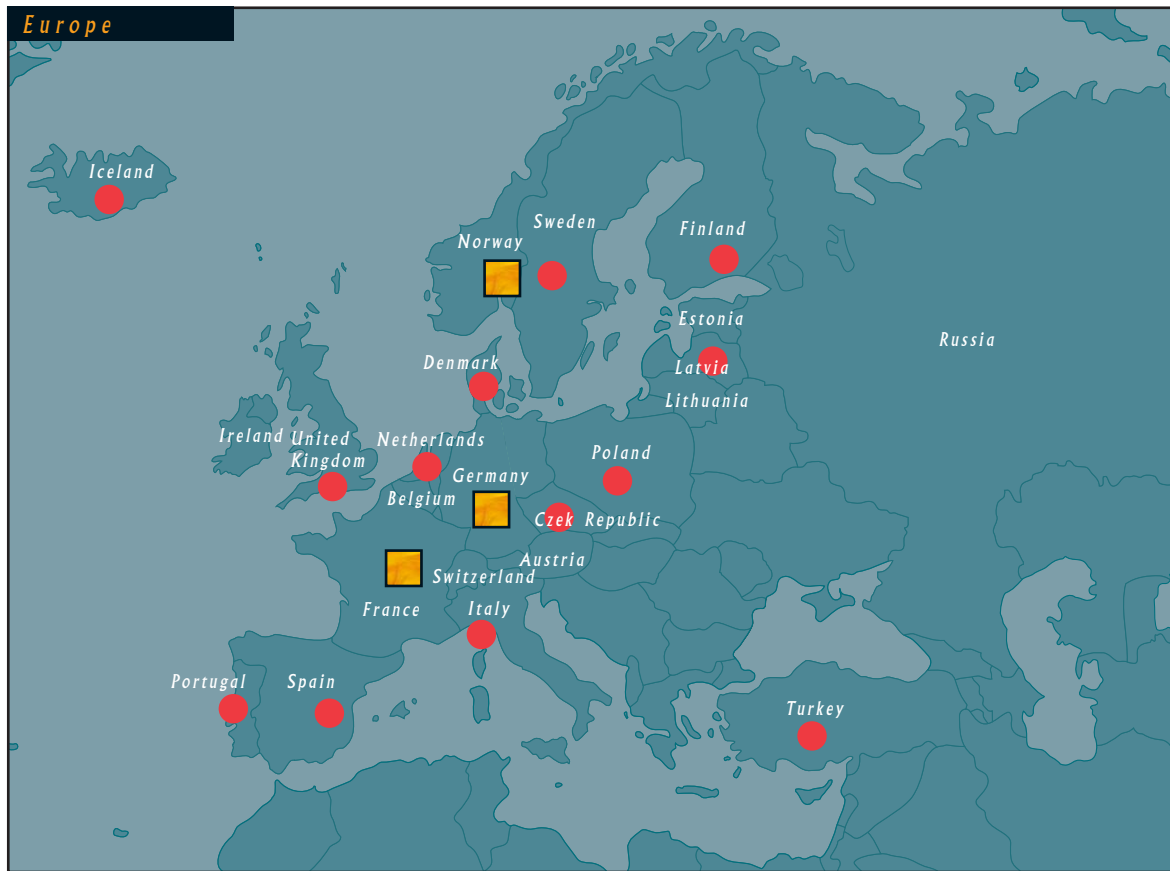 Europe
Iceland
Sweden
Finland
Norway
Estonia
Russia
Denmark
Latvia
Lithuania
Ireland
United
Kingdom
Netherlands
Poland
Germany
Belgium
Czek Republic
Austria
Switzerland
France
Italy
Portugal
Spain
Turkey